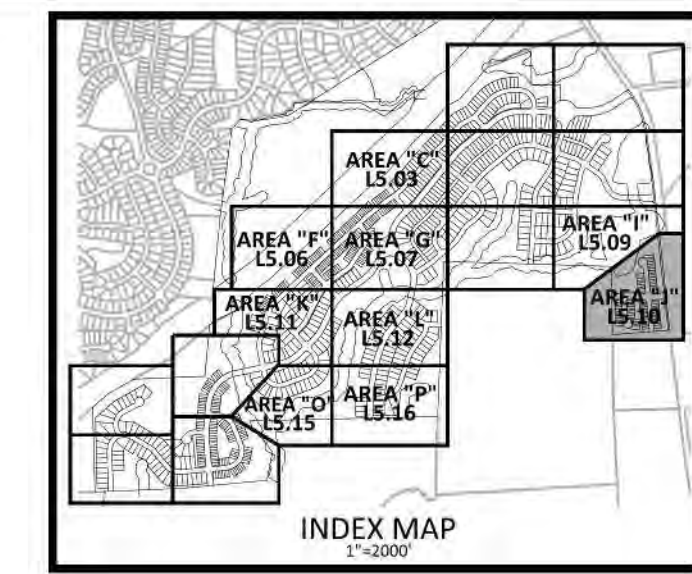 AREA "C"
L5.03
AREA "F"
L5.06
AREA "G"
L5.07
AREA "I"
L5.09
AREA "J"
L5.10
AREA "K"
L5.11
AREA "L"
L5.12
AREA "O"
L5.15
AREA "P"
L5.16
INDEX MAP
1"=2000'